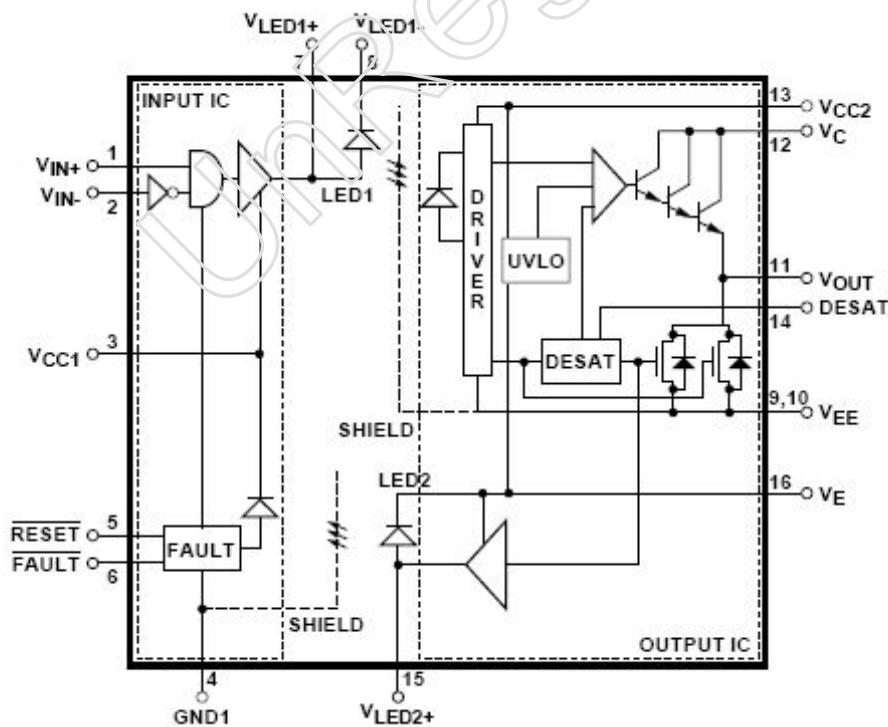 VLED1+
VLED1-
7
8
INPUT IC
13
VCC2
VC
12
1
VIN+
VIN-
2
LED1
DRIVER
UVLO
11
VOUT
DESAT
14
3
VCC1
DESAT
9,10
VEE
SHIELD
LED2
16
VE
5
RESET
FAULT
FAULT
6
SHIELD
OUTPUT IC
4
15
GND1
VLED2+